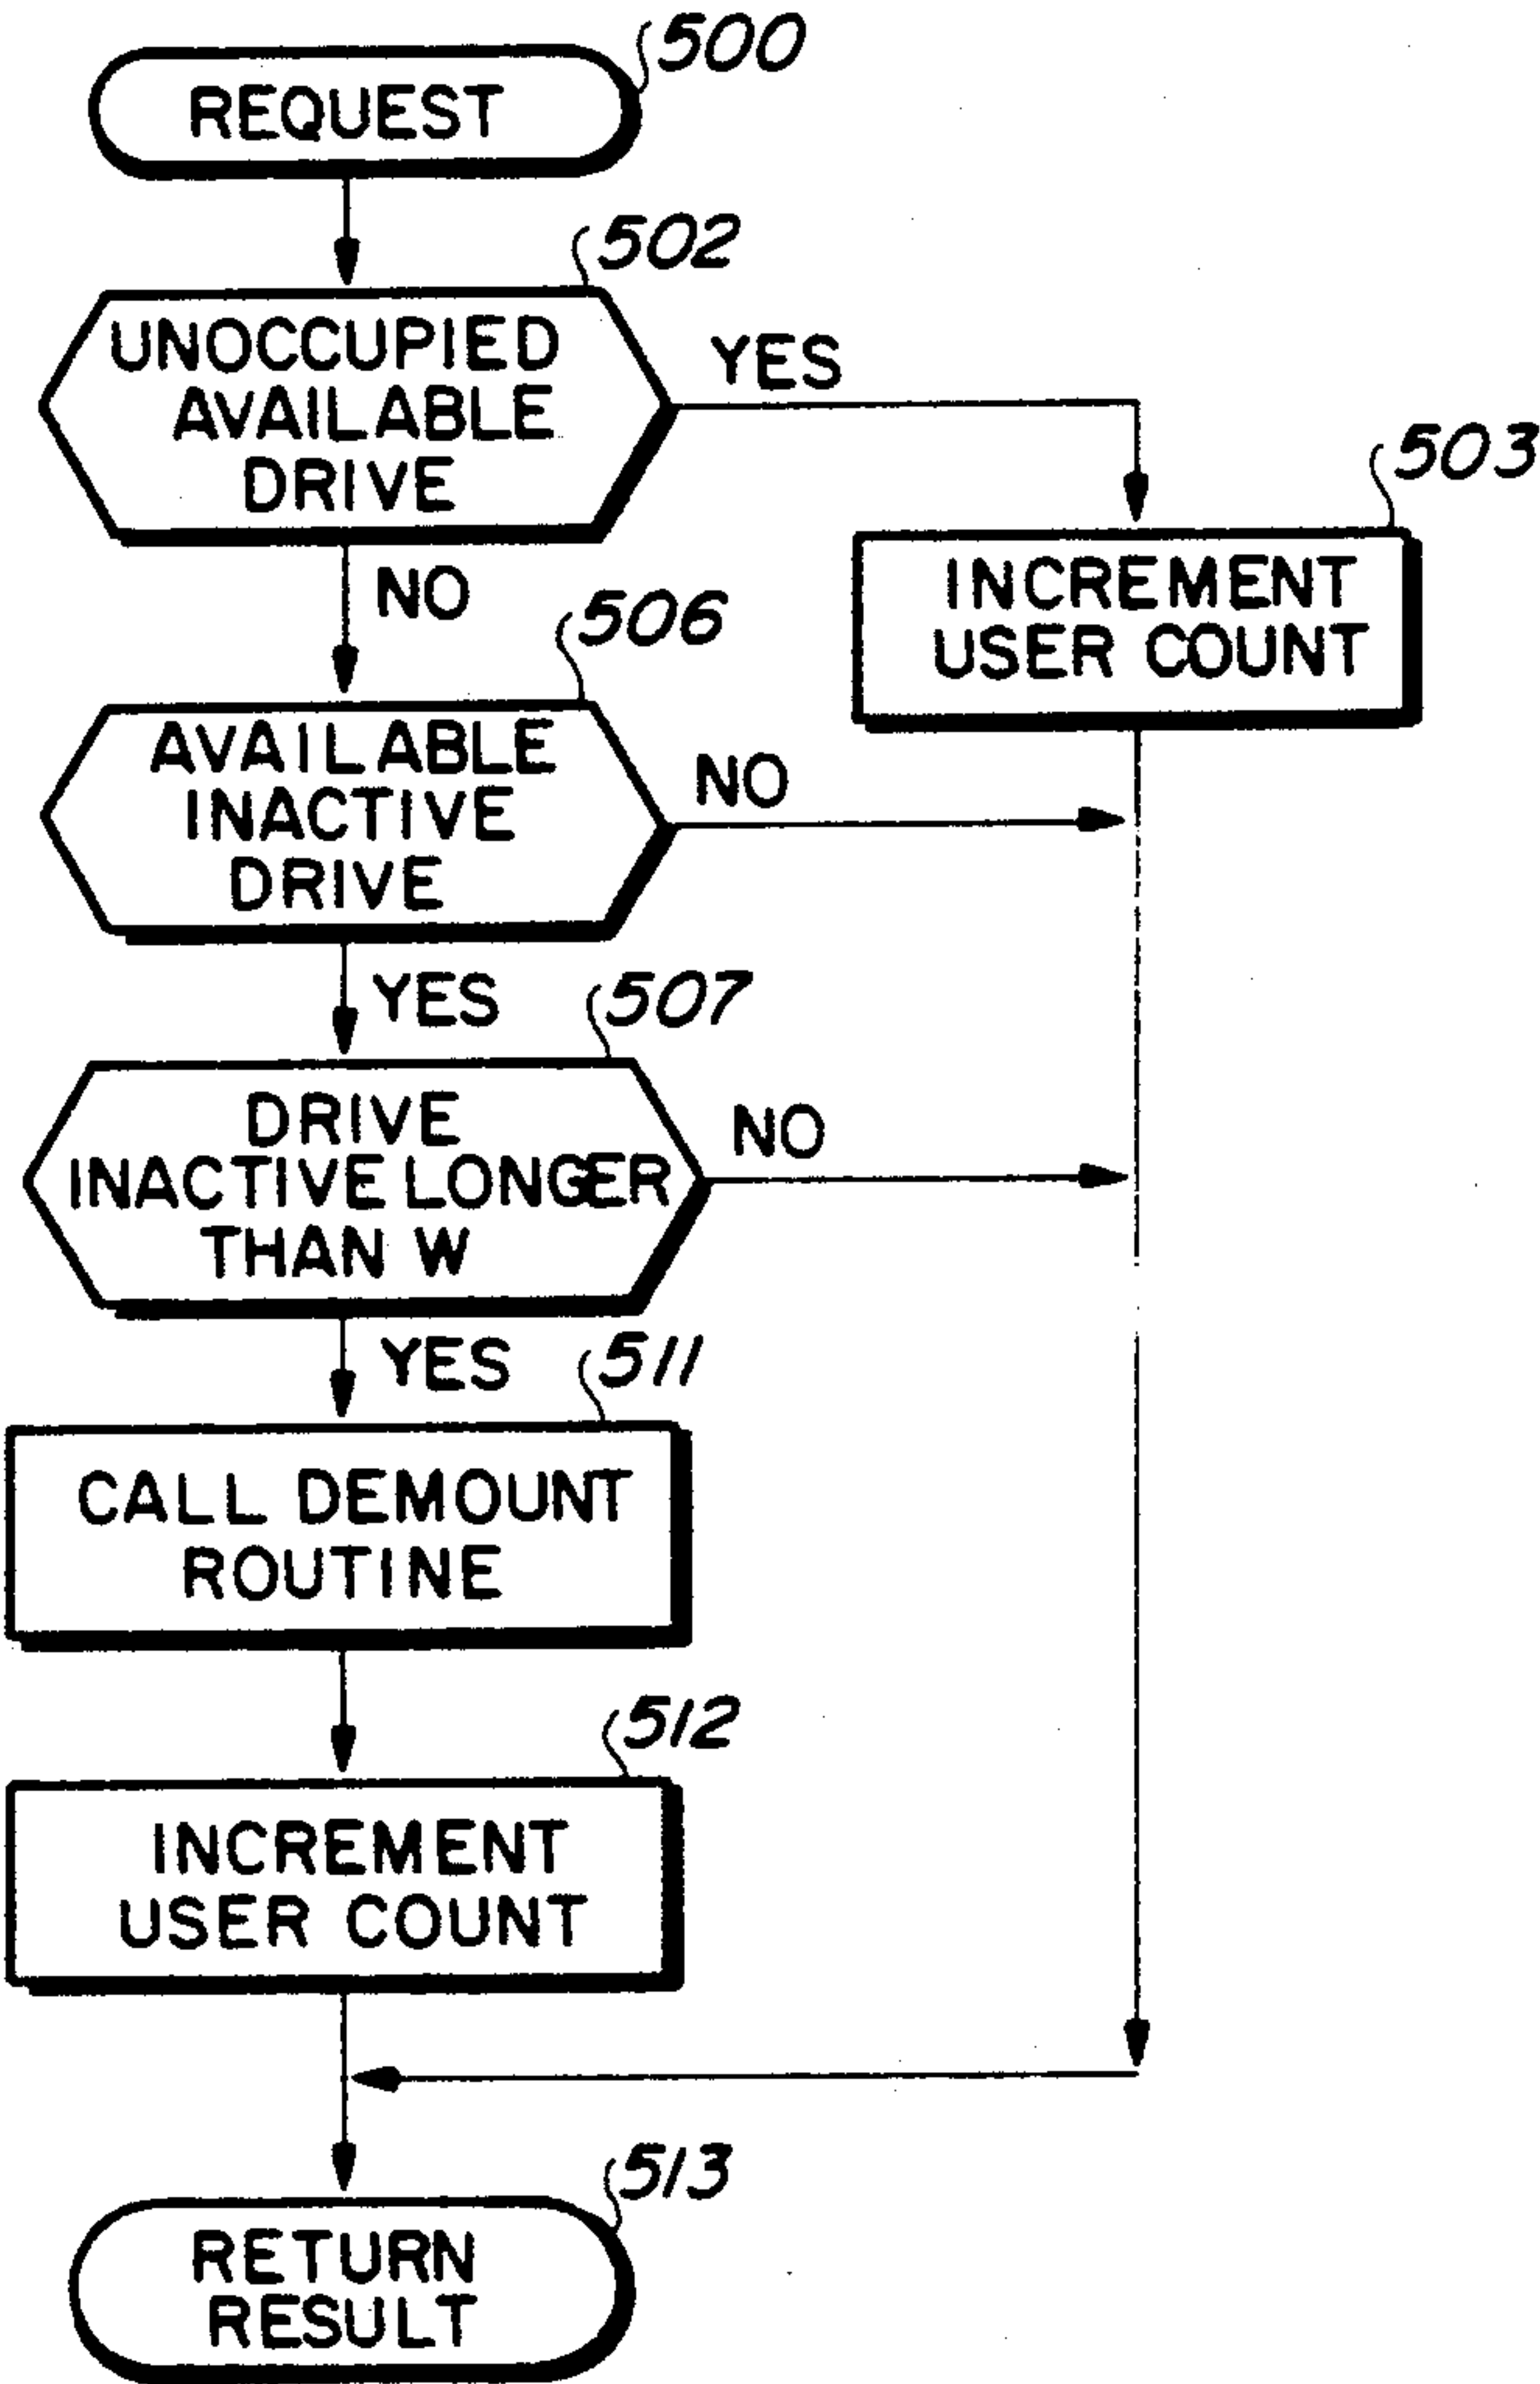 500
REQUEST
502
UNOCCUPIED
AVAILABLE
DRIVE
YES
503
INCREMENT
USER COUNT
NO
506
AVAILABLE
INACTIVE
DRIVE
NO
YES
507
DRIVE
INACTIVE LONGER
THAN W
NO
YES
511
CALL DEMOUNT
ROUTINE
512
INCREMENT
USER COUNT
513
RETURN
RESULT